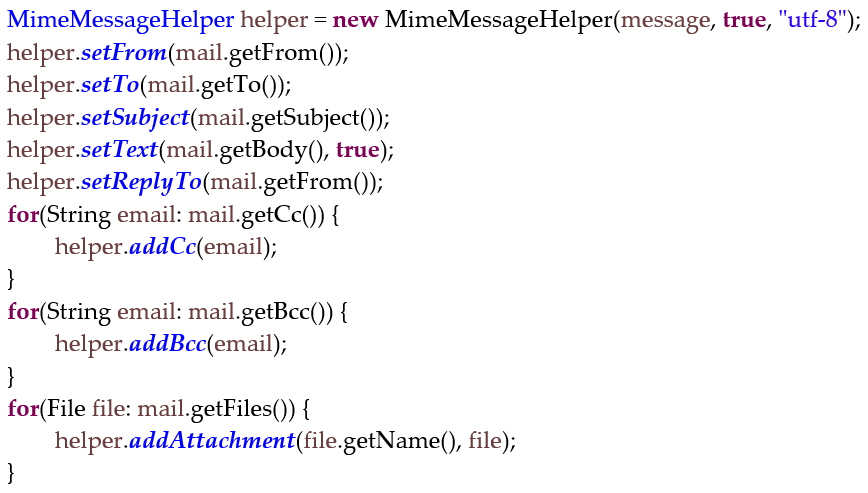 MimeMessageHelper helper = new MimeMessageHelper(message, true, "utf-8");
helper.setFrom(mail.getFrom());
helper.setTo(mail.getTo());
helper.setSubject(mail.getSubject());
helper.setText(mail.getBody(), true);
helper.setReplyTo(mail.getFrom());
for(String email: mail.getCc()) {
    helper.addCc(email);
}
for(String email: mail.getBcc()) {
    helper.addBcc(email);
}
for(File file: mail.getFiles()) {
    helper.addAttachment(file.getName(), file);
}